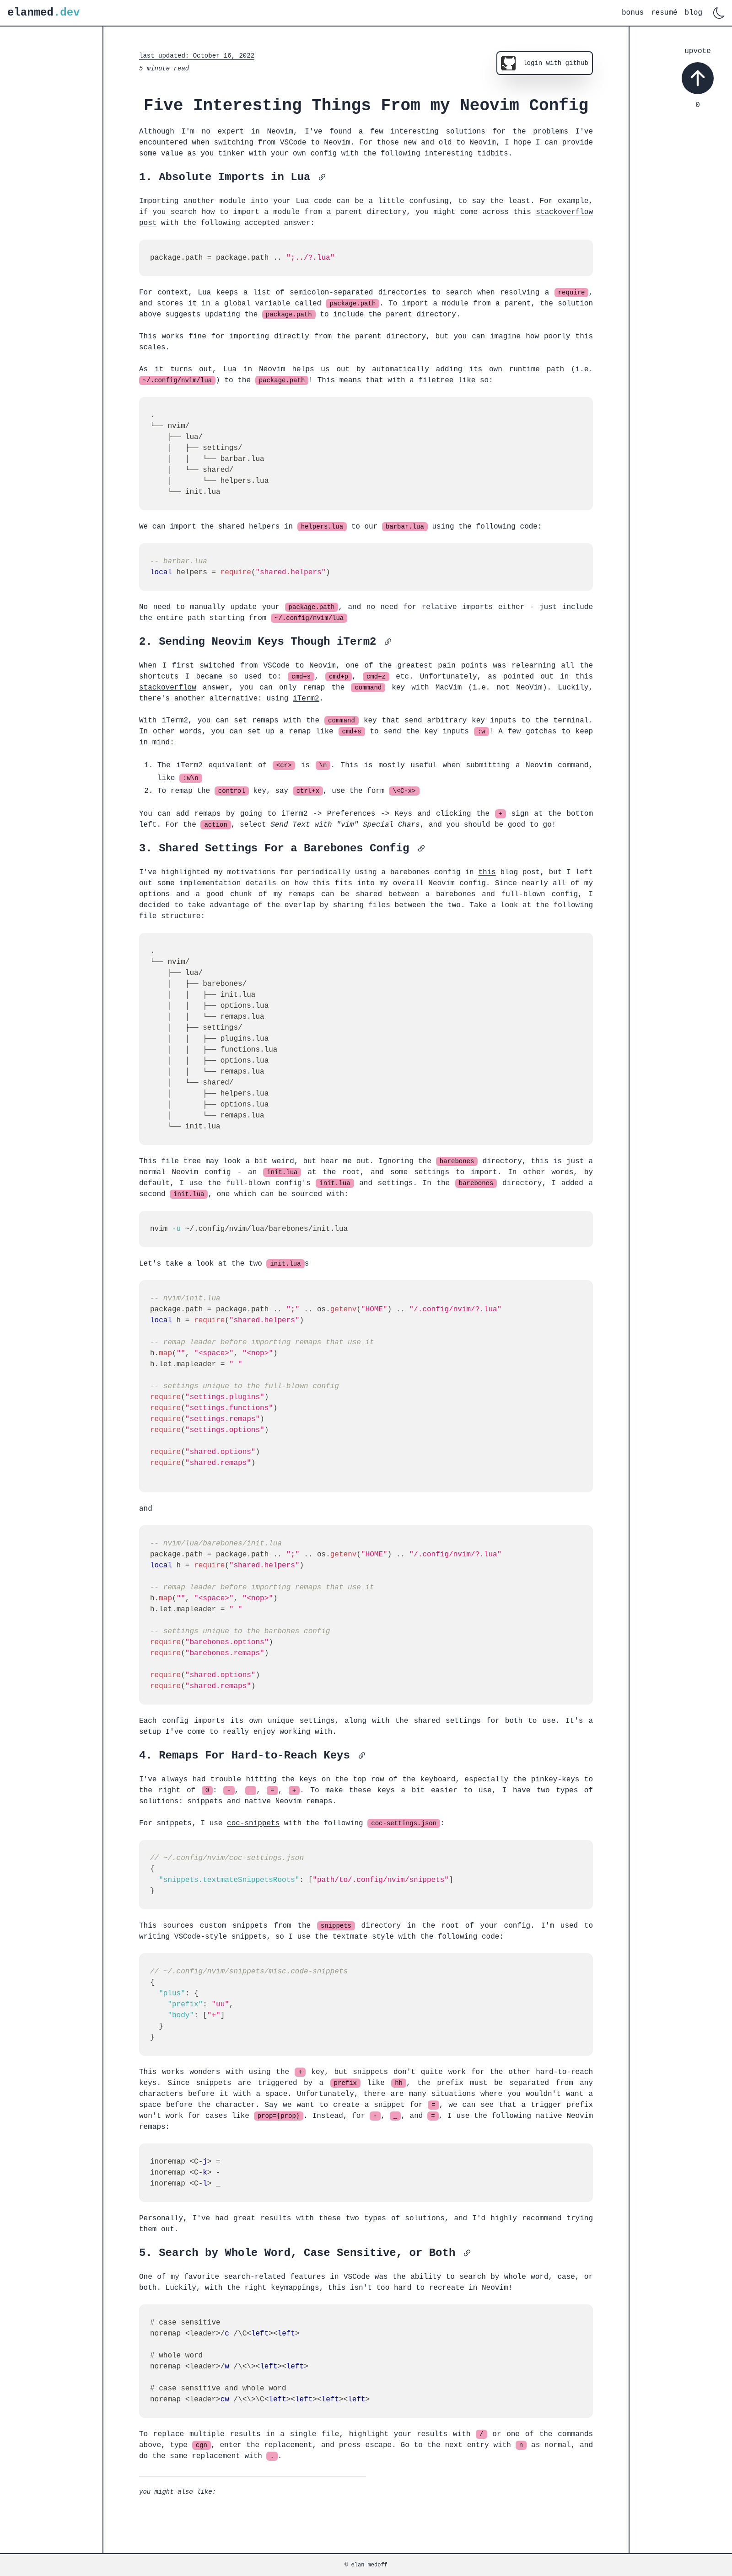 elanmed.dev
bonus resumé blog
last updated: October 16, 2022
5 minute read
login with github
upvote
0
Five Interesting Things From my Neovim Config
Although I'm no expert in Neovim, I've found a few interesting solutions for the problems I've
encountered when switching from VSCode to Neovim. For those new and old to Neovim, I hope I can provide
some value as you tinker with your own config with the following interesting tidbits.
1. Absolute Imports in Lua
Importing another module into your Lua code can be a little confusing, to say the least. For example,
if you search how to import a module from a parent directory, you might come across this stackoverflow
post with the following accepted answer:
package.path = package.path .. ";../?.lua"
For context, Lua keeps a list of semicolon-separated directories to search when resolving a require,
and stores it in a global variable called package.path. To import a module from a parent, the solution
above suggests updating the package.path to include the parent directory.
This works fine for importing directly from the parent directory, but you can imagine how poorly this
scales.
As it turns out, Lua in Neovim helps us out by automatically adding its own runtime path (i.e.
~/.config/nvim/lua) to the package.path! This means that with a filetree like so:
.
└── nvim/
    ├── lua/
    │   ├── settings/
    │   │   └── barbar.lua
    │   └── shared/
    │       └── helpers.lua
    └── init.lua
We can import the shared helpers in helpers.lua to our barbar.lua using the following code:
-- barbar.lua
local helpers = require("shared.helpers")
No need to manually update your package.path, and no need for relative imports either - just include
the entire path starting from ~/.config/nvim/lua
2. Sending Neovim Keys Though iTerm2
When I first switched from VSCode to Neovim, one of the greatest pain points was relearning all the
shortcuts I became so used to: cmd+s, cmd+p, cmd+z etc. Unfortunately, as pointed out in this
stackoverflow answer, you can only remap the command key with MacVim (i.e. not NeoVim). Luckily,
there's another alternative: using iTerm2.
With iTerm2, you can set remaps with the command key that send arbitrary key inputs to the terminal.
In other words, you can set up a remap like cmd+s to send the key inputs :w! A few gotchas to keep
in mind:
1. The iTerm2 equivalent of <cr> is \n. This is mostly useful when submitting a Neovim command,
like :w\n
2. To remap the control key, say ctrl+x, use the form \<C-x>
You can add remaps by going to iTerm2 -> Preferences -> Keys and clicking the + sign at the bottom
left. For the action, select Send Text with "vim" Special Chars, and you should be good to go!
3. Shared Settings For a Barebones Config
I've highlighted my motivations for periodically using a barebones config in this blog post, but I left
out some implementation details on how this fits into my overall Neovim config. Since nearly all of my
options and a good chunk of my remaps can be shared between a barebones and full-blown config, I
decided to take advantage of the overlap by sharing files between the two. Take a look at the following
file structure:
.
└── nvim/
    ├── lua/
    │   ├── barebones/
    │   │   ├── init.lua
    │   │   ├── options.lua
    │   │   └── remaps.lua
    │   ├── settings/
    │   │   ├── plugins.lua
    │   │   ├── functions.lua
    │   │   ├── options.lua
    │   │   └── remaps.lua
    │   └── shared/
    │       ├── helpers.lua
    │       ├── options.lua
    │       └── remaps.lua
    └── init.lua
This file tree may look a bit weird, but hear me out. Ignoring the barebones directory, this is just a
normal Neovim config - an init.lua at the root, and some settings to import. In other words, by
default, I use the full-blown config's init.lua and settings. In the barebones directory, I added a
second init.lua, one which can be sourced with:
nvim -u ~/.config/nvim/lua/barebones/init.lua
Let's take a look at the two init.luas
-- nvim/init.lua
package.path = package.path .. ";" .. os.getenv("HOME") .. "/.config/nvim/?.lua"
local h = require("shared.helpers")
-- remap leader before importing remaps that use it
h.map("", "<space>", "<nop>")
h.let.mapleader = " "
-- settings unique to the full-blown config
require("settings.plugins")
require("settings.functions")
require("settings.remaps")
require("settings.options")
require("shared.options")
require("shared.remaps")
and
-- nvim/lua/barebones/init.lua
package.path = package.path .. ";" .. os.getenv("HOME") .. "/.config/nvim/?.lua"
local h = require("shared.helpers")
-- remap leader before importing remaps that use it
h.map("", "<space>", "<nop>")
h.let.mapleader = " "
-- settings unique to the barbones config
require("barebones.options")
require("barebones.remaps")
require("shared.options")
require("shared.remaps")
Each config imports its own unique settings, along with the shared settings for both to use. It's a
setup I've come to really enjoy working with.
4. Remaps For Hard-to-Reach Keys
I've always had trouble hitting the keys on the top row of the keyboard, especially the pinkey-keys to
the right of 0: -, _, =, +. To make these keys a bit easier to use, I have two types of
solutions: snippets and native Neovim remaps.
For snippets, I use coc-snippets with the following coc-settings.json:
// ~/.config/nvim/coc-settings.json
{
  "snippets.textmateSnippetsRoots": ["path/to/.config/nvim/snippets"]
}
This sources custom snippets from the snippets directory in the root of your config. I'm used to
writing VSCode-style snippets, so I use the textmate style with the following code:
// ~/.config/nvim/snippets/misc.code-snippets
{
  "plus": {
    "prefix": "uu",
    "body": ["+"]
  }
}
This works wonders with using the + key, but snippets don't quite work for the other hard-to-reach
keys. Since snippets are triggered by a prefix like hh, the prefix must be separated from any
characters before it with a space. Unfortunately, there are many situations where you wouldn't want a
space before the character. Say we want to create a snippet for =, we can see that a trigger prefix
won't work for cases like prop={prop}. Instead, for -, _, and =, I use the following native Neovim
remaps:
inoremap <C-j> =
inoremap <C-k> -
inoremap <C-l> _
Personally, I've had great results with these two types of solutions, and I'd highly recommend trying
them out.
5. Search by Whole Word, Case Sensitive, or Both
One of my favorite search-related features in VSCode was the ability to search by whole word, case, or
both. Luckily, with the right keymappings, this isn't too hard to recreate in Neovim!
# case sensitive
noremap <leader>/c /\C<left><left>
# whole word
noremap <leader>/w /\<\><left><left>
# case sensitive and whole word
noremap <leader>cw /\<\>\C<left><left><left><left>
To replace multiple results in a single file, highlight your results with / or one of the commands
above, type cgn, enter the replacement, and press escape. Go to the next entry with n as normal, and
do the same replacement with ..
you might also like:
© elan medoff